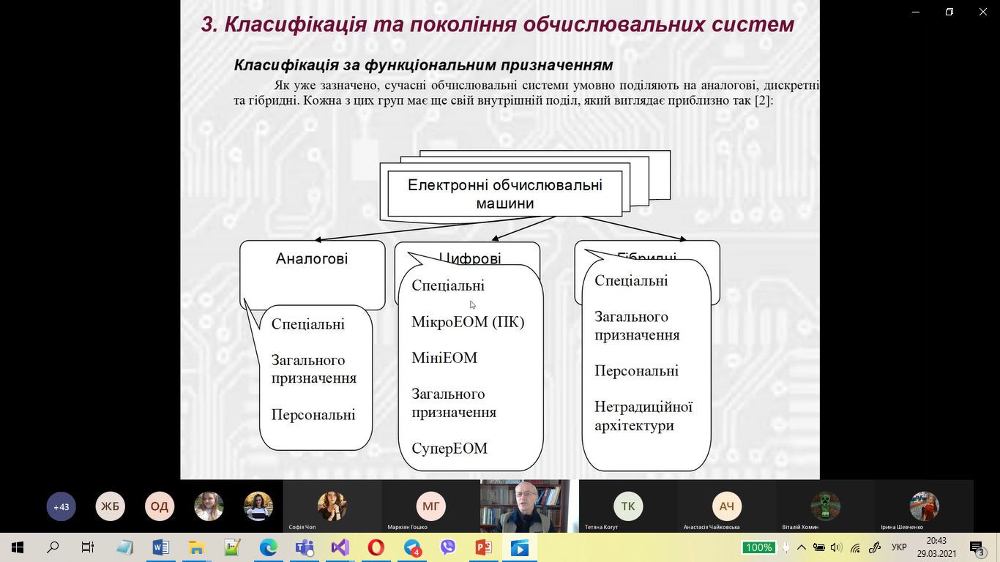 3. Класифікація та покоління обчислювальних систем
Класифікація за функціональним призначенням
Як уже зазначено, сучасні обчислювальні системи умовно поділяють на аналогові, дискретні
та гібридні. Кожна з цих груп має ще свій внутрішній поділ, який виглядає приблизно так [2]:
Електронні обчислювальні
машини
Аналогові
Спеціальні
Загального
призначення
Персональні
Цифрові
Спеціальні
МікроЕОМ (ПК)
МініЕОМ
Загального
призначення
СуперЕОМ
Гібридні
Спеціальні
Загального
призначення
Персональні
Нетрадиційної
архітектури
+43
ЖБ
ОД
Софія Чоп
МГ
Маркіян Гошко
ТК
Тетяна Когут
АЧ
Анастасія Чайковська
Віталій Хомин
Ірина Шевченко
4
100%
УКР
20:43
29.03.2021
3